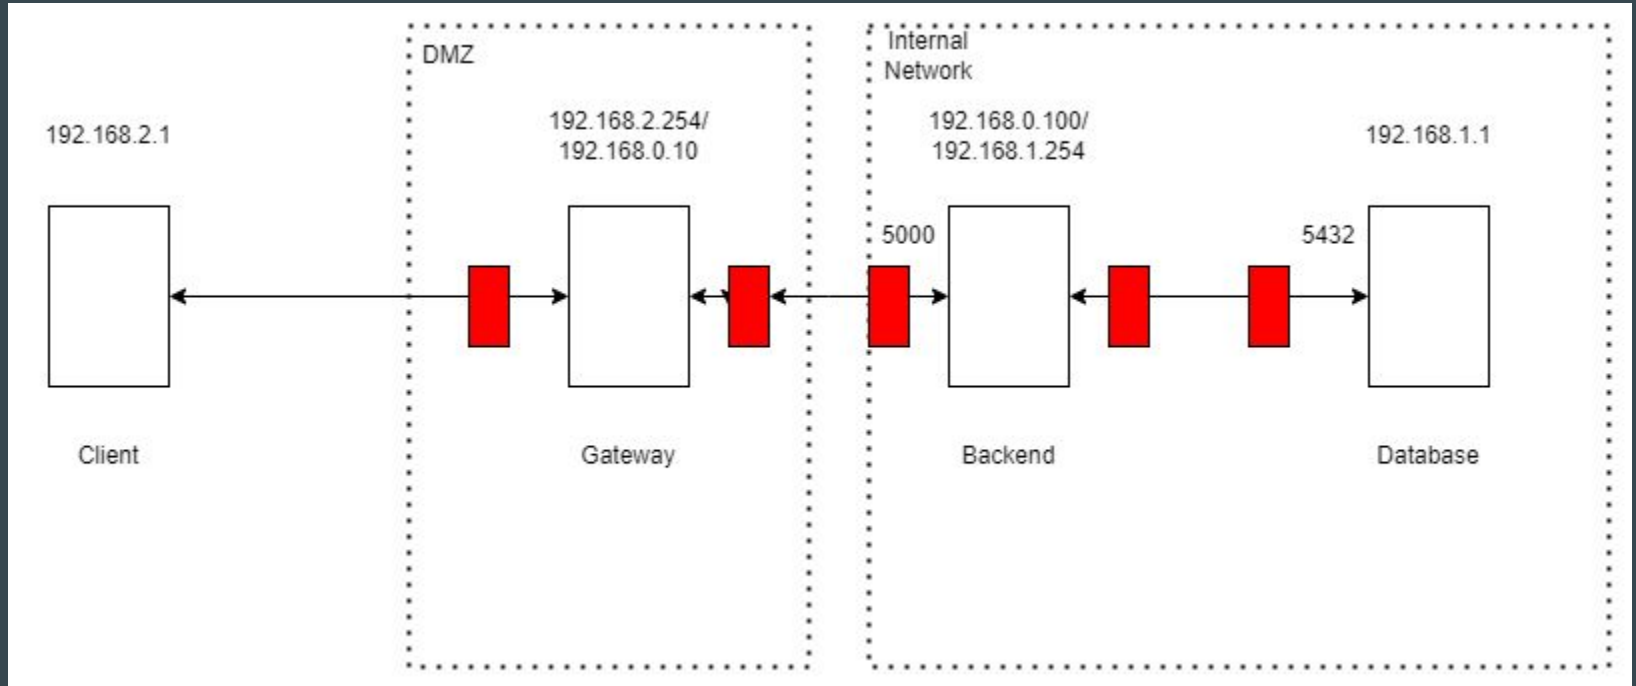 DMZ
Internal
Network
192.168.2.1
192.168.2.254/
192.168.0.10
192.168.0.100/
192.168.1.254
192.168.1.1
5000
5432
Client
Gateway
Backend
Database